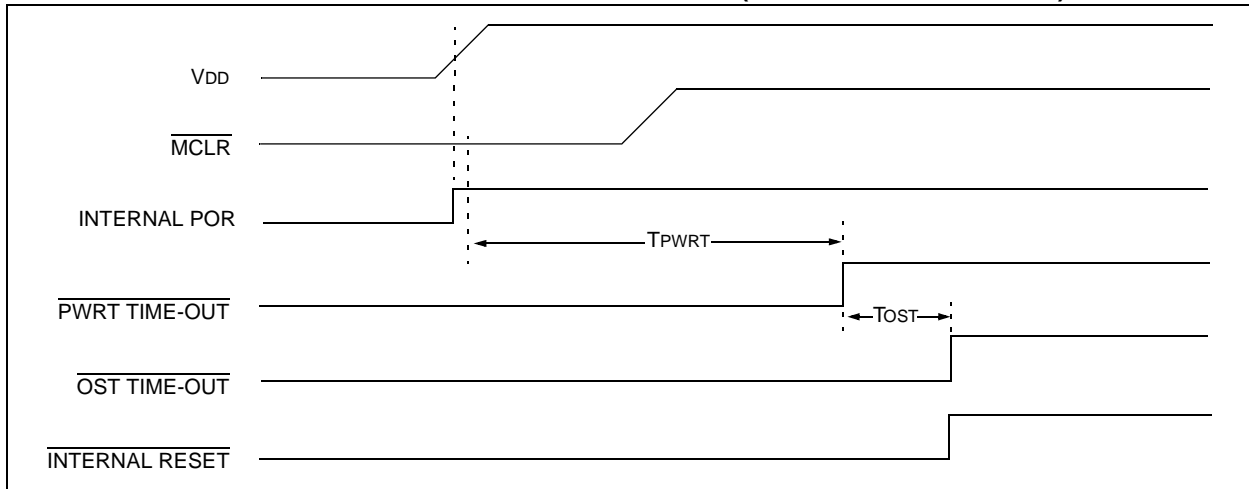 VDD
MCLR
INTERNAL POR
TPWRT
PWRT TIME-OUT
TOST
OST TIME-OUT
INTERNAL RESET